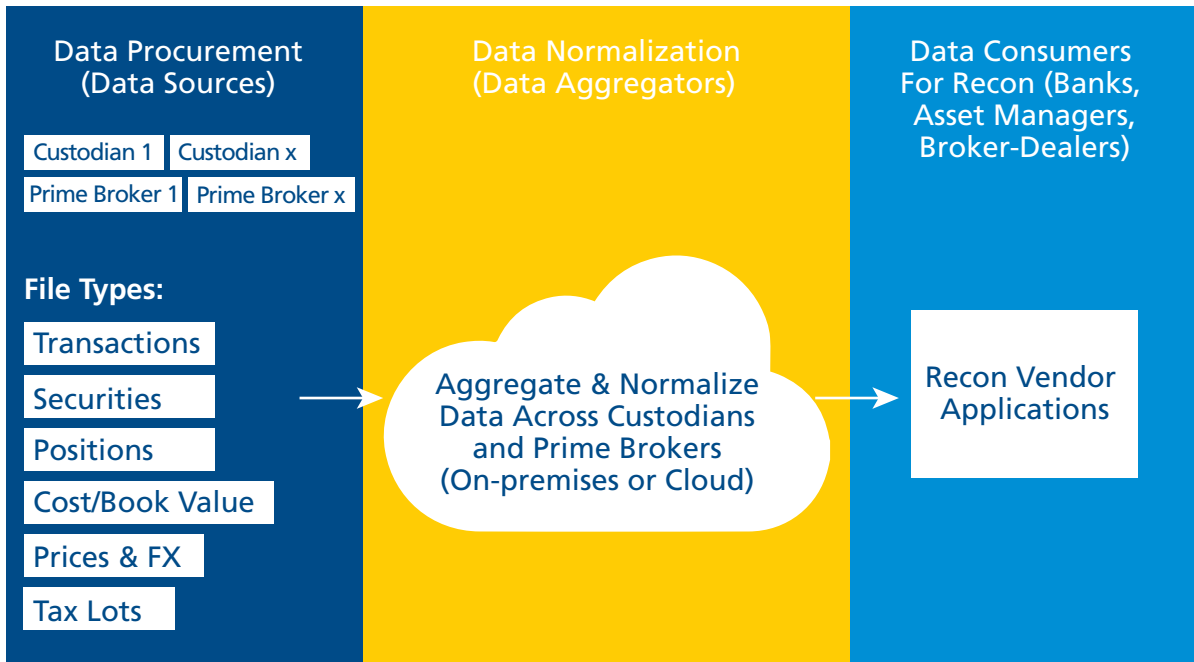 Data Procurement
(Data Sources)
Custodian 1
Custodian x
Prime Broker 1
Prime Broker x
File Types:
Transactions
Securities
Positions
Cost/Book Value
Prices & FX
Tax Lots
Data Normalization
(Data Aggregators)
Aggregate & Normalize
Data Across Custodians
and Prime Brokers
(On-premises or Cloud)
Data Consumers
For Recon (Banks,
Asset Managers,
Broker-Dealers)
Recon Vendor
Applications